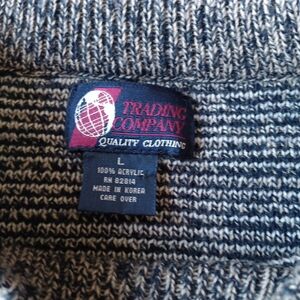 TRADING
COMPANY
QUALITY CLOTHING
L
100% ACRYLIC
RN 82814
MADE IN KOREA
CARE OVER